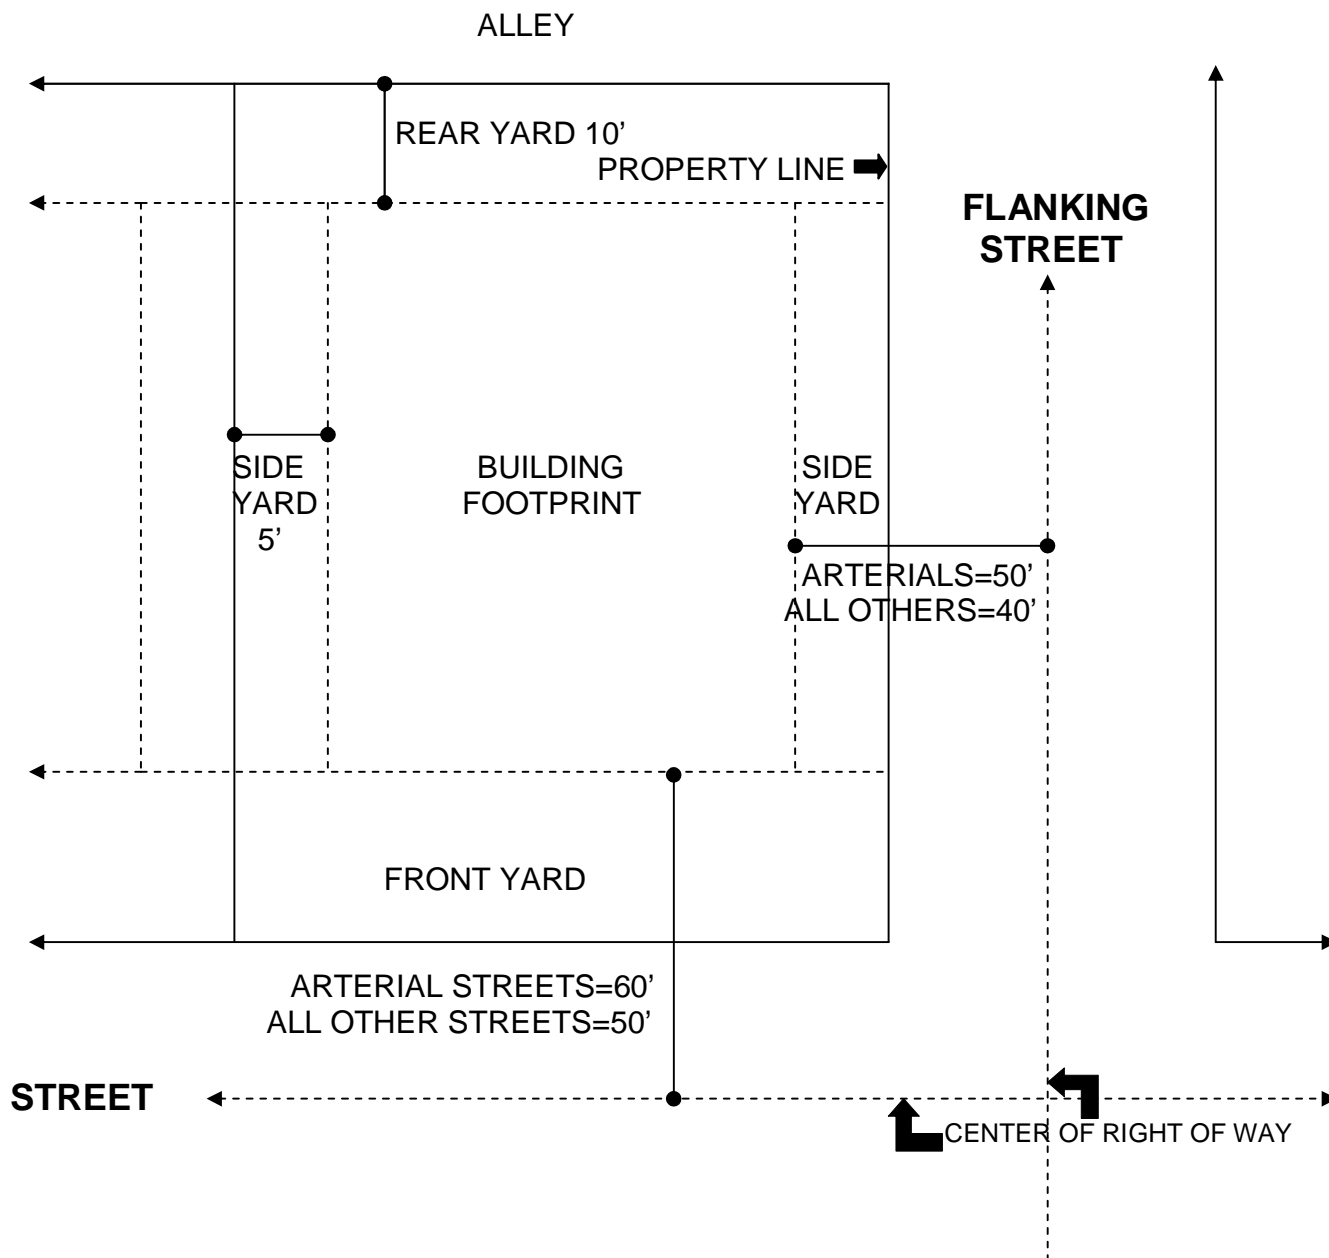 ALLEY
REAR YARD 10’
PROPERTY LINE
FLANKING
STREET
SIDE
YARD
5’
BUILDING
FOOTPRINT
SIDE
YARD
ARTERIALS=50’
ALL OTHERS=40’
FRONT YARD
ARTERIAL STREETS=60’
ALL OTHER STREETS=50’
STREET
CENTER OF RIGHT OF WAY